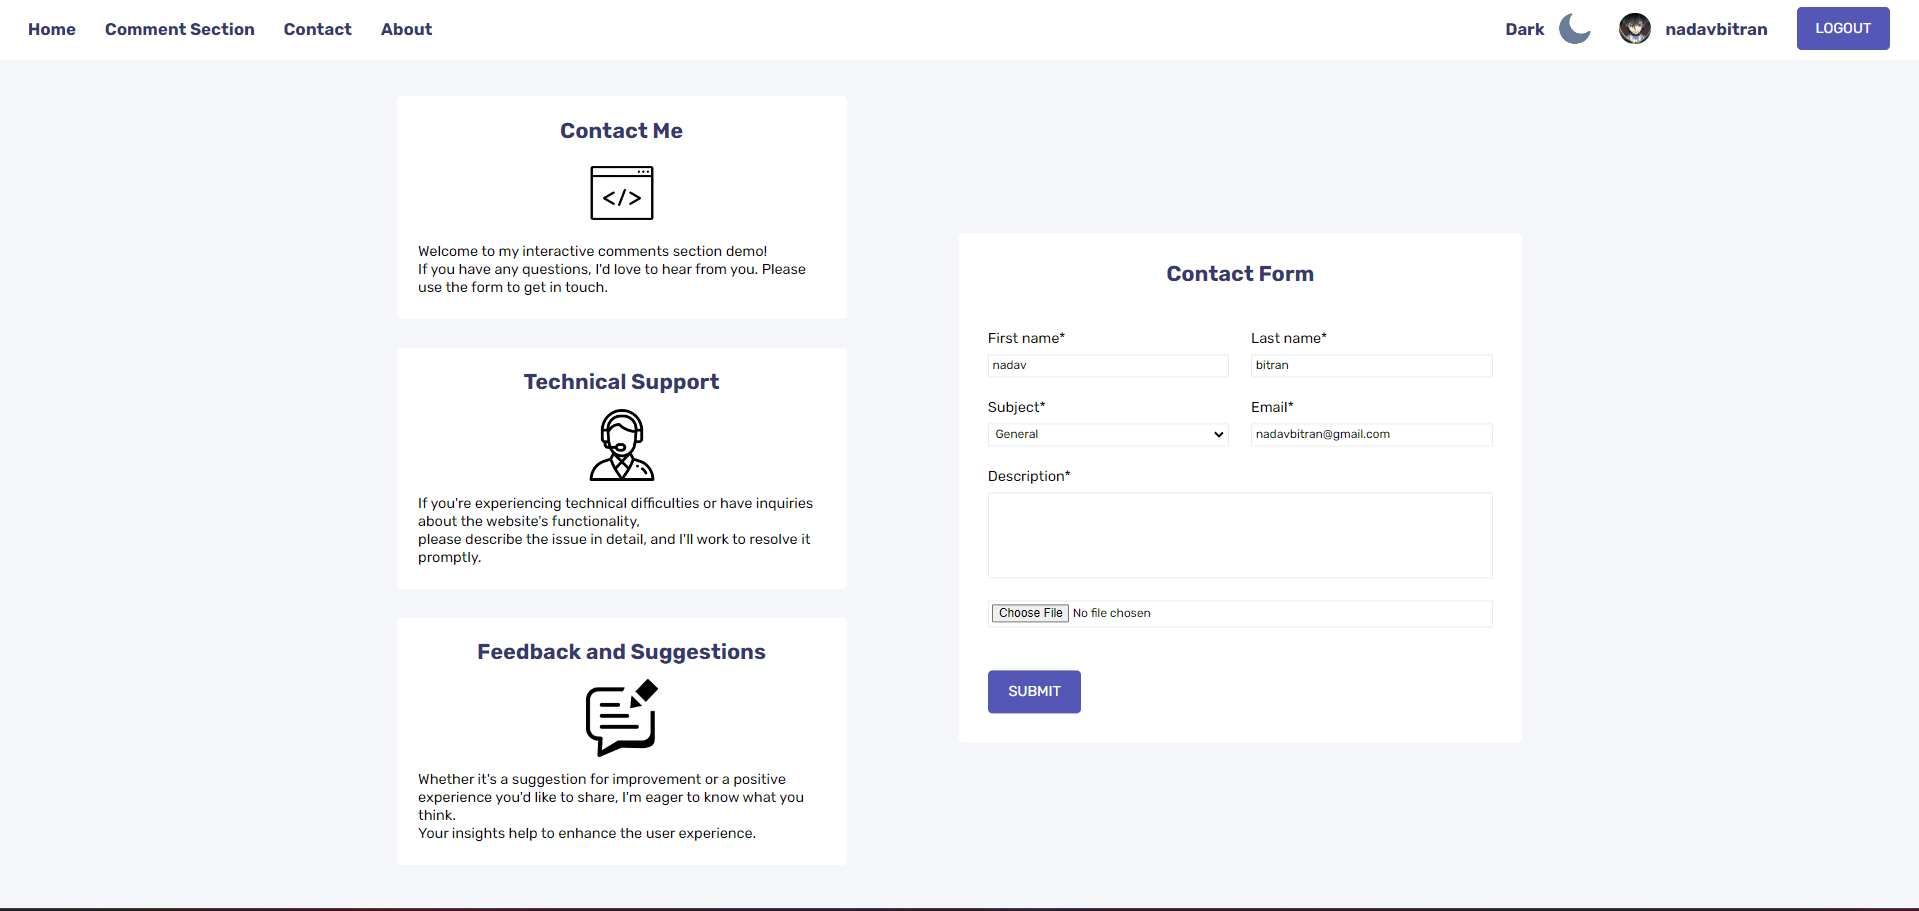 Home Comment Section Contact About Dark nadavbitran LOGOUT
Contact Me
</>
Welcome to my interactive comments section demo!
If you have any questions, I'd love to hear from you. Please
use the form to get in touch.
Technical Support
If you're experiencing technical difficulties or have inquiries
about the website's functionality,
please describe the issue in detail, and I'll work to resolve it
promptly.
Feedback and Suggestions
Whether it's a suggestion for improvement or a positive
experience you'd like to share, I'm eager to know what you
think.
Your insights help to enhance the user experience.
Contact Form
First name* Last name*
nadav bitran
Subject* Email*
General nadavbitran@gmail.com
Description*
Choose File No file chosen
SUBMIT